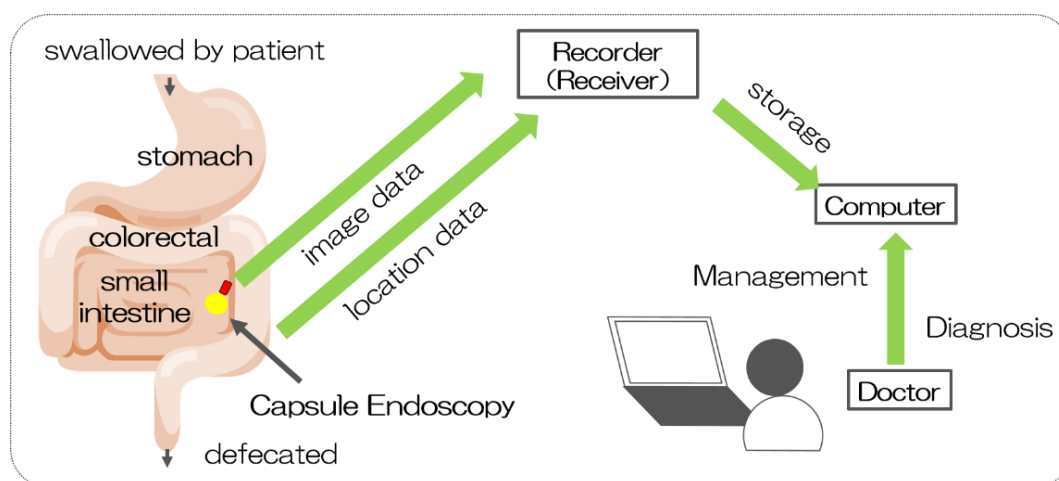 swallowed by patient
stomach
colorectal
small
intestine
Capsule Endoscopy
defecated
image data
location data
Recorder
(Receiver)
storage
Computer
Management
Diagnosis
Doctor